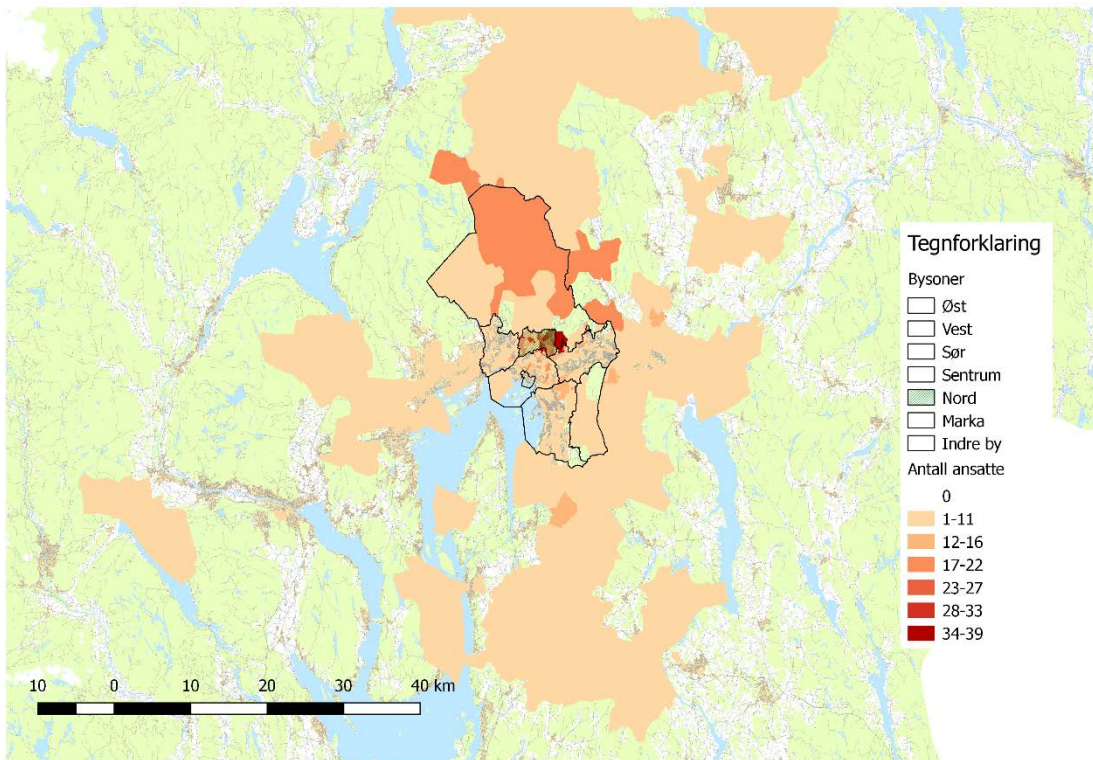 Tegnforklaring
Bysoner
Øst
Vest
Sør
Sentrum
Nord
Marka
Indre by
Antall ansatte
0
1-11
12-16
17-22
23-27
28-33
34-39
10 0 10 20 30 40 km